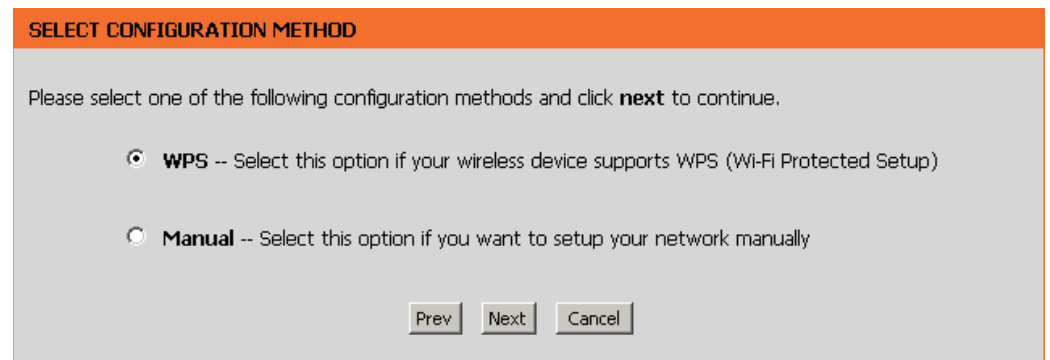 SELECT CONFIGURATION METHOD
Please select one of the following configuration methods and click next to continue.
WPS -- Select this option if your wireless device supports WPS (Wi-Fi Protected Setup)
Manual -- Select this option if you want to setup your network manually
Prev Next Cancel